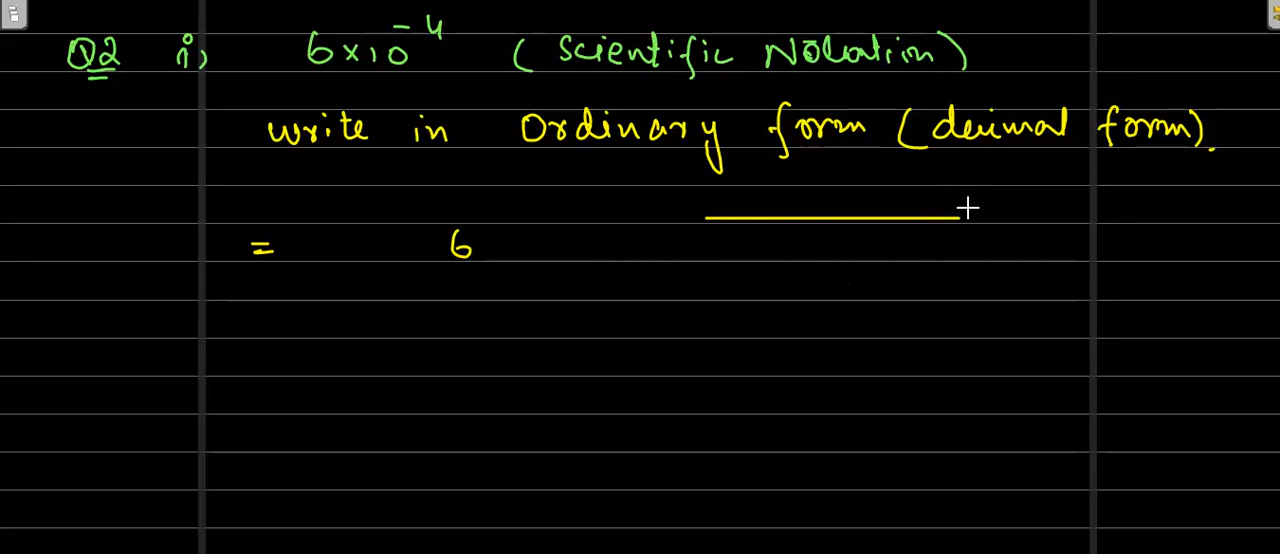 Q2 i, 6×10⁻⁴ (Scientific Notation)
write in Ordinary form (decimal form).
= 6